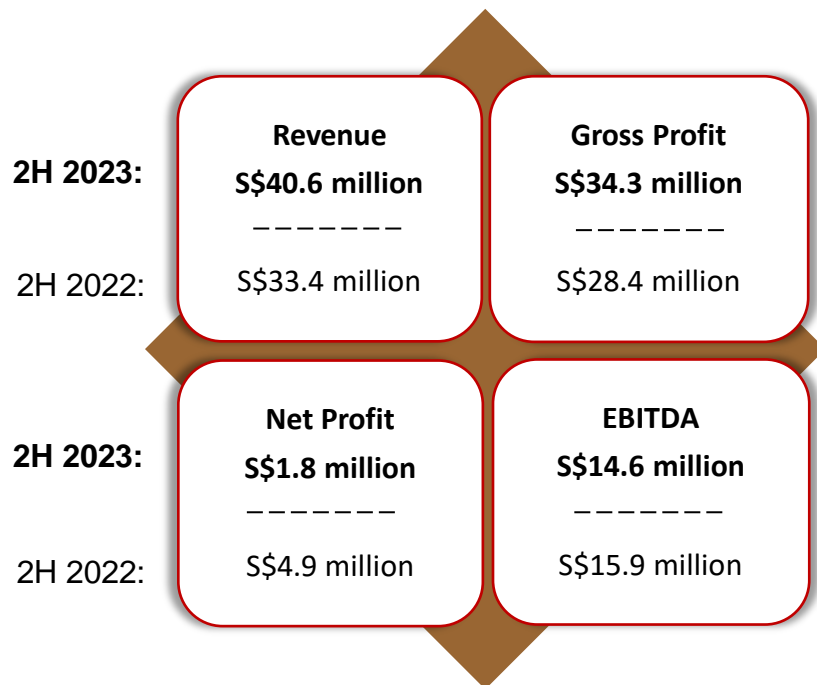 Revenue
Gross Profit
2H 2023:
S$40.6 million
S$34.3 million
2H 2022:
S$33.4 million
S$28.4 million
Net Profit
EBITDA
2H 2023:
S$1.8 million
S$14.6 million
2H 2022:
S$4.9 million
S$15.9 million